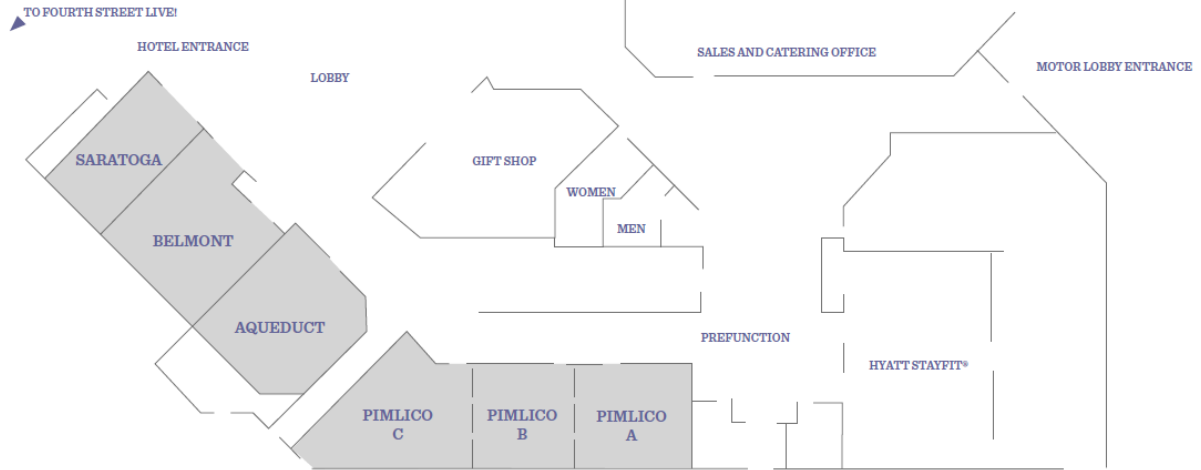 TO FOURTH STREET LIVE!
HOTEL ENTRANCE
LOBBY
SALES AND CATERING OFFICE
MOTOR LOBBY ENTRANCE
SARATOGA
GIFT SHOP
WOMEN
MEN
BELMONT
AQUEDUCT
PREFUNCTION
HYATT STAYFIT®
PIMLICO
C
PIMLICO
B
PIMLICO
A